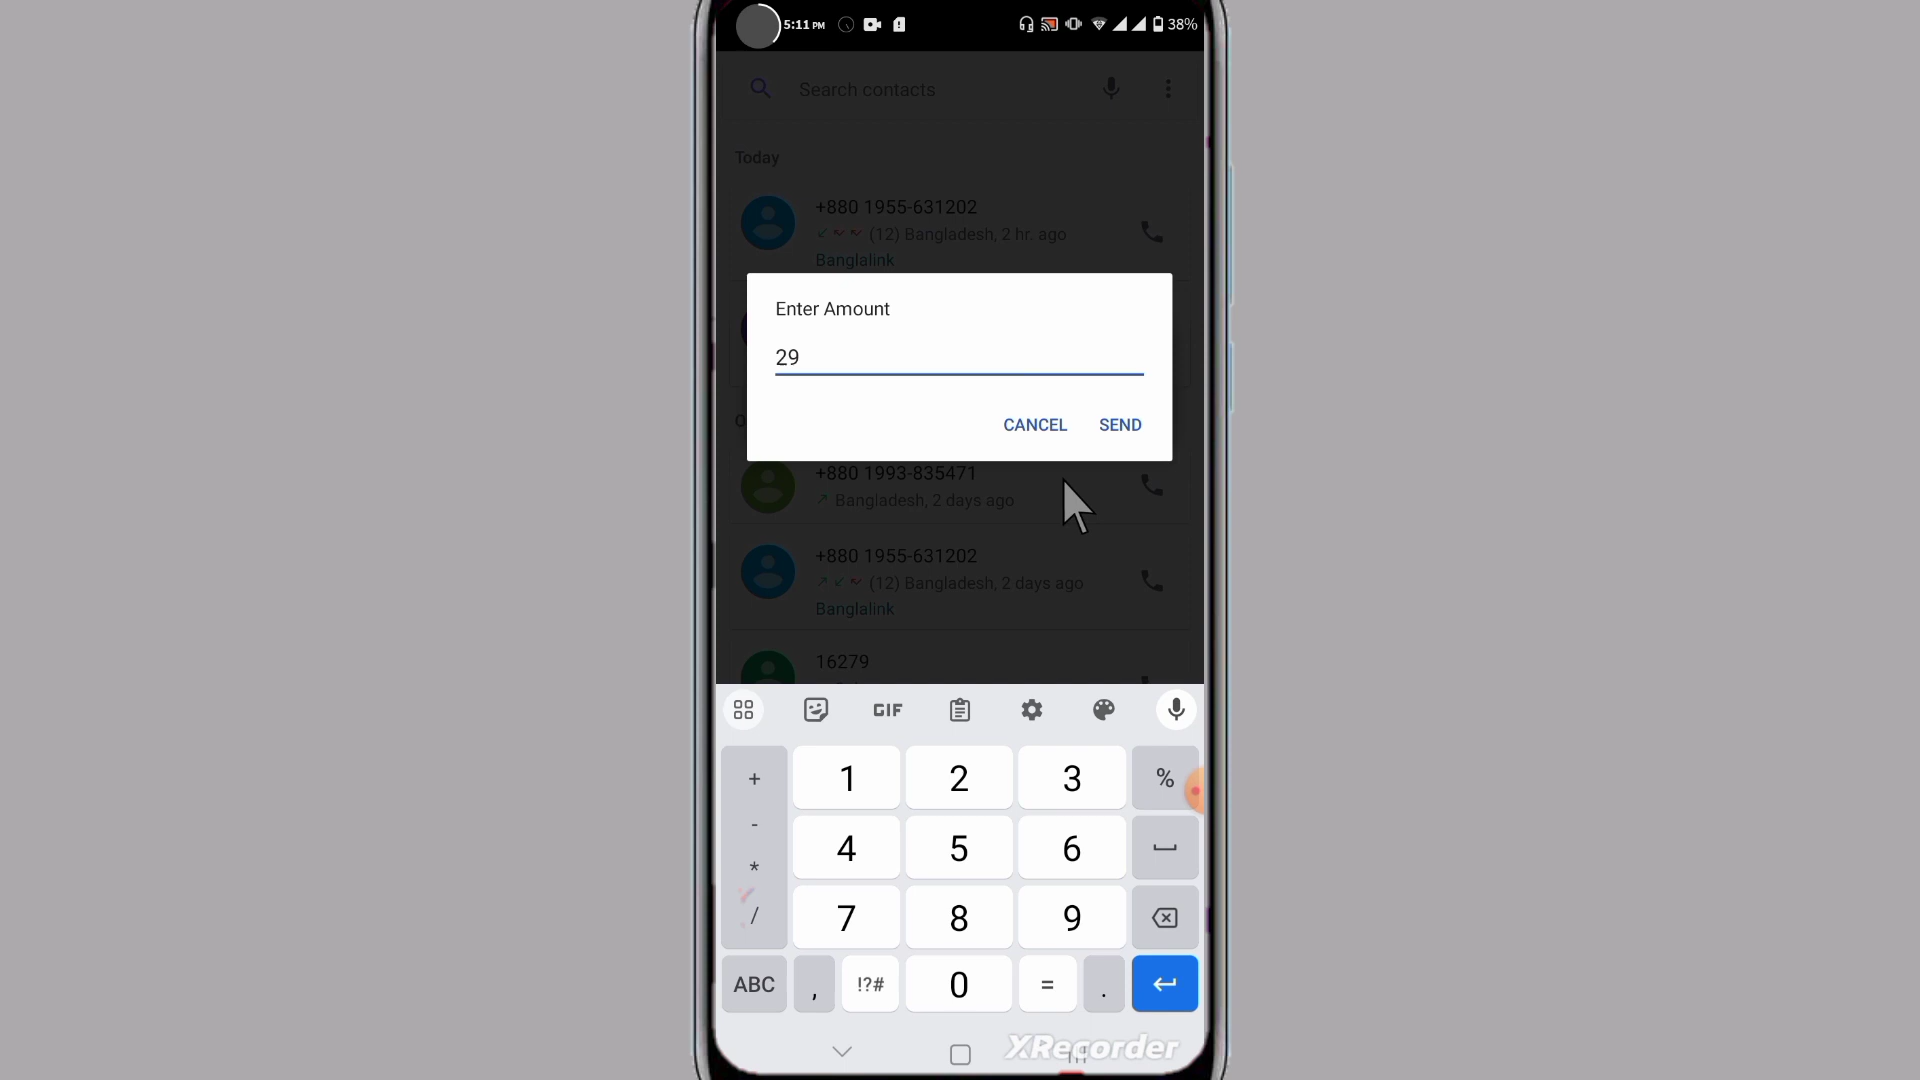 5:11 PM
38%
Search contacts
Today
+880 1955-631202
(12) Bangladesh, 2 hr. ago
Banglalink
Enter Amount
29
CANCEL SEND
+880 1993-835471
Bangladesh, 2 days ago
+880 1955-631202
(12) Bangladesh, 2 days ago
Banglalink
16279
GIF
+ 1 2 3 %
-
4 5 6
*
7 8 9
/
ABC , !?# 0 = .
XRecorder